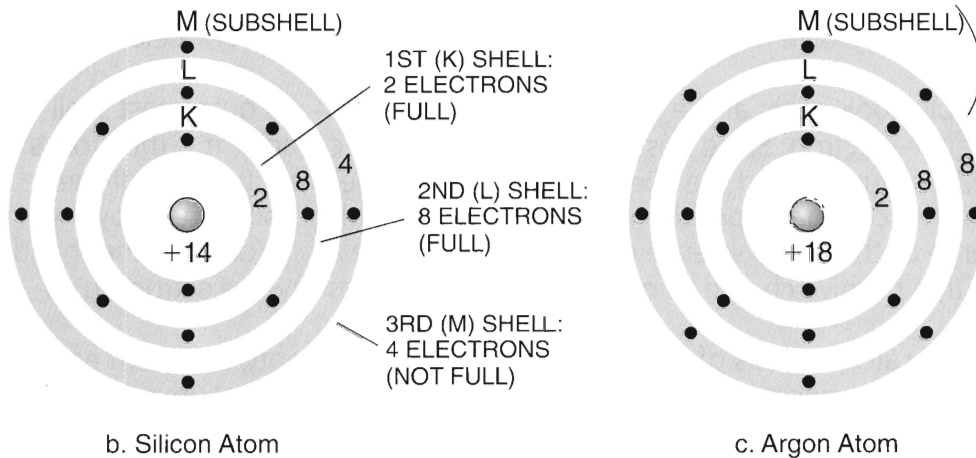 M (SUBSHELL)
L
K
2
8
4
+14
1ST (K) SHELL:
2 ELECTRONS
(FULL)
2ND (L) SHELL:
8 ELECTRONS
(FULL)
3RD (M) SHELL:
4 ELECTRONS
(NOT FULL)
b. Silicon Atom
M (SUBSHELL)
L
K
2
8
8
+18
c. Argon Atom